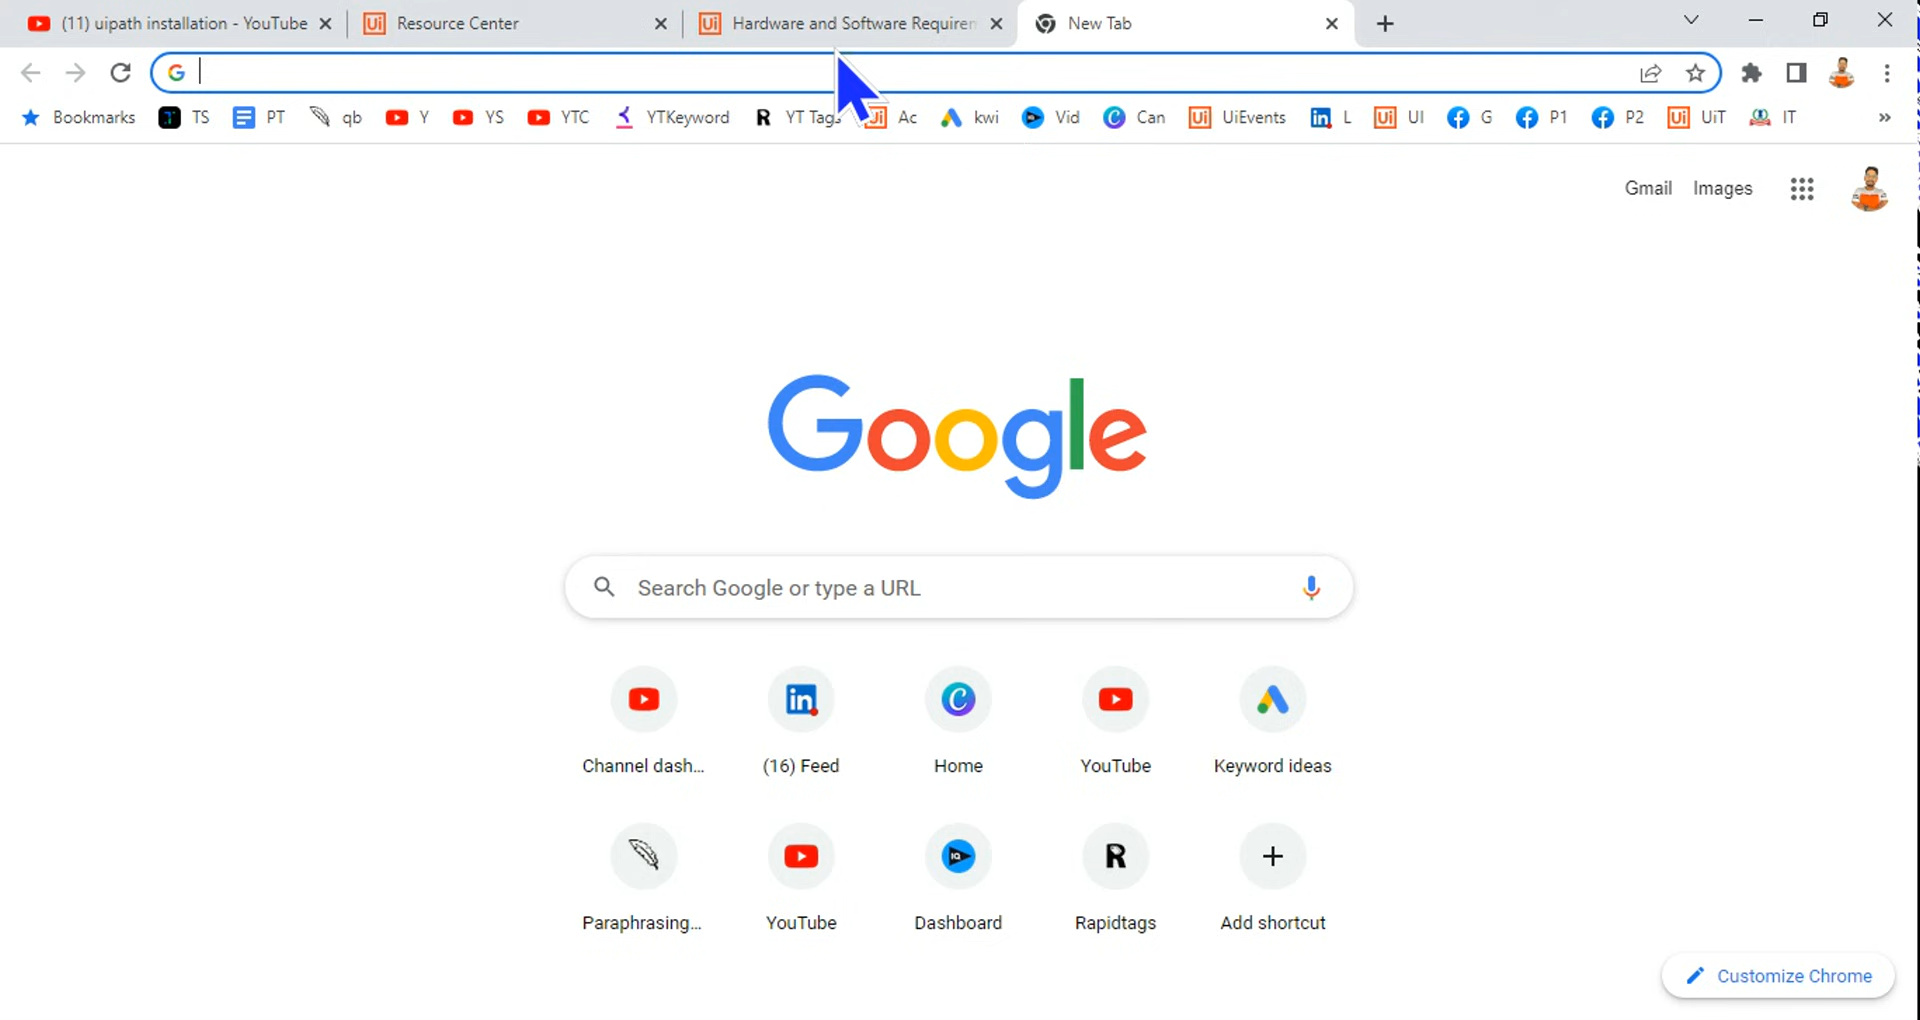 (11) uipath installation - YouTube
Resource Center
Hardware and Software Requirem
New Tab
Bookmarks TS PT qb Y YS YTC YTKeyword YT Tags Ac kwi Vid Can UiEvents L UI G P1 P2 UiT IT
Gmail Images
Google
Search Google or type a URL
Channel dash... (16) Feed Home YouTube Keyword ideas
Paraphrasing... YouTube Dashboard Rapidtags Add shortcut
Customize Chrome